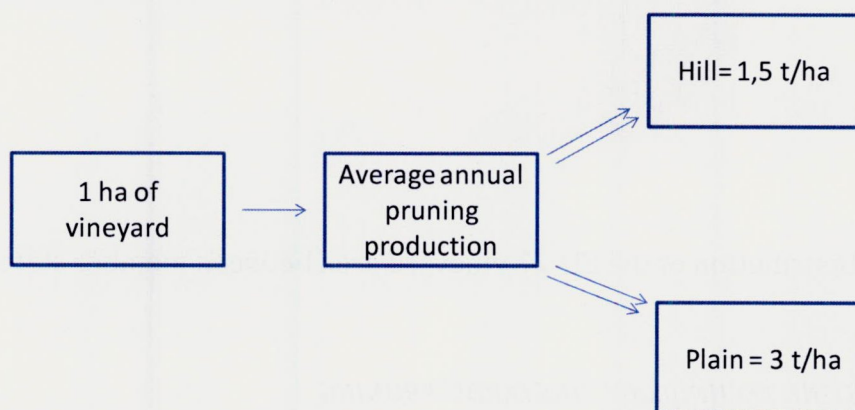 Hill= 1,5 t/ha
1 ha of
vineyard
Average annual
pruning
production
Plain = 3 t/ha